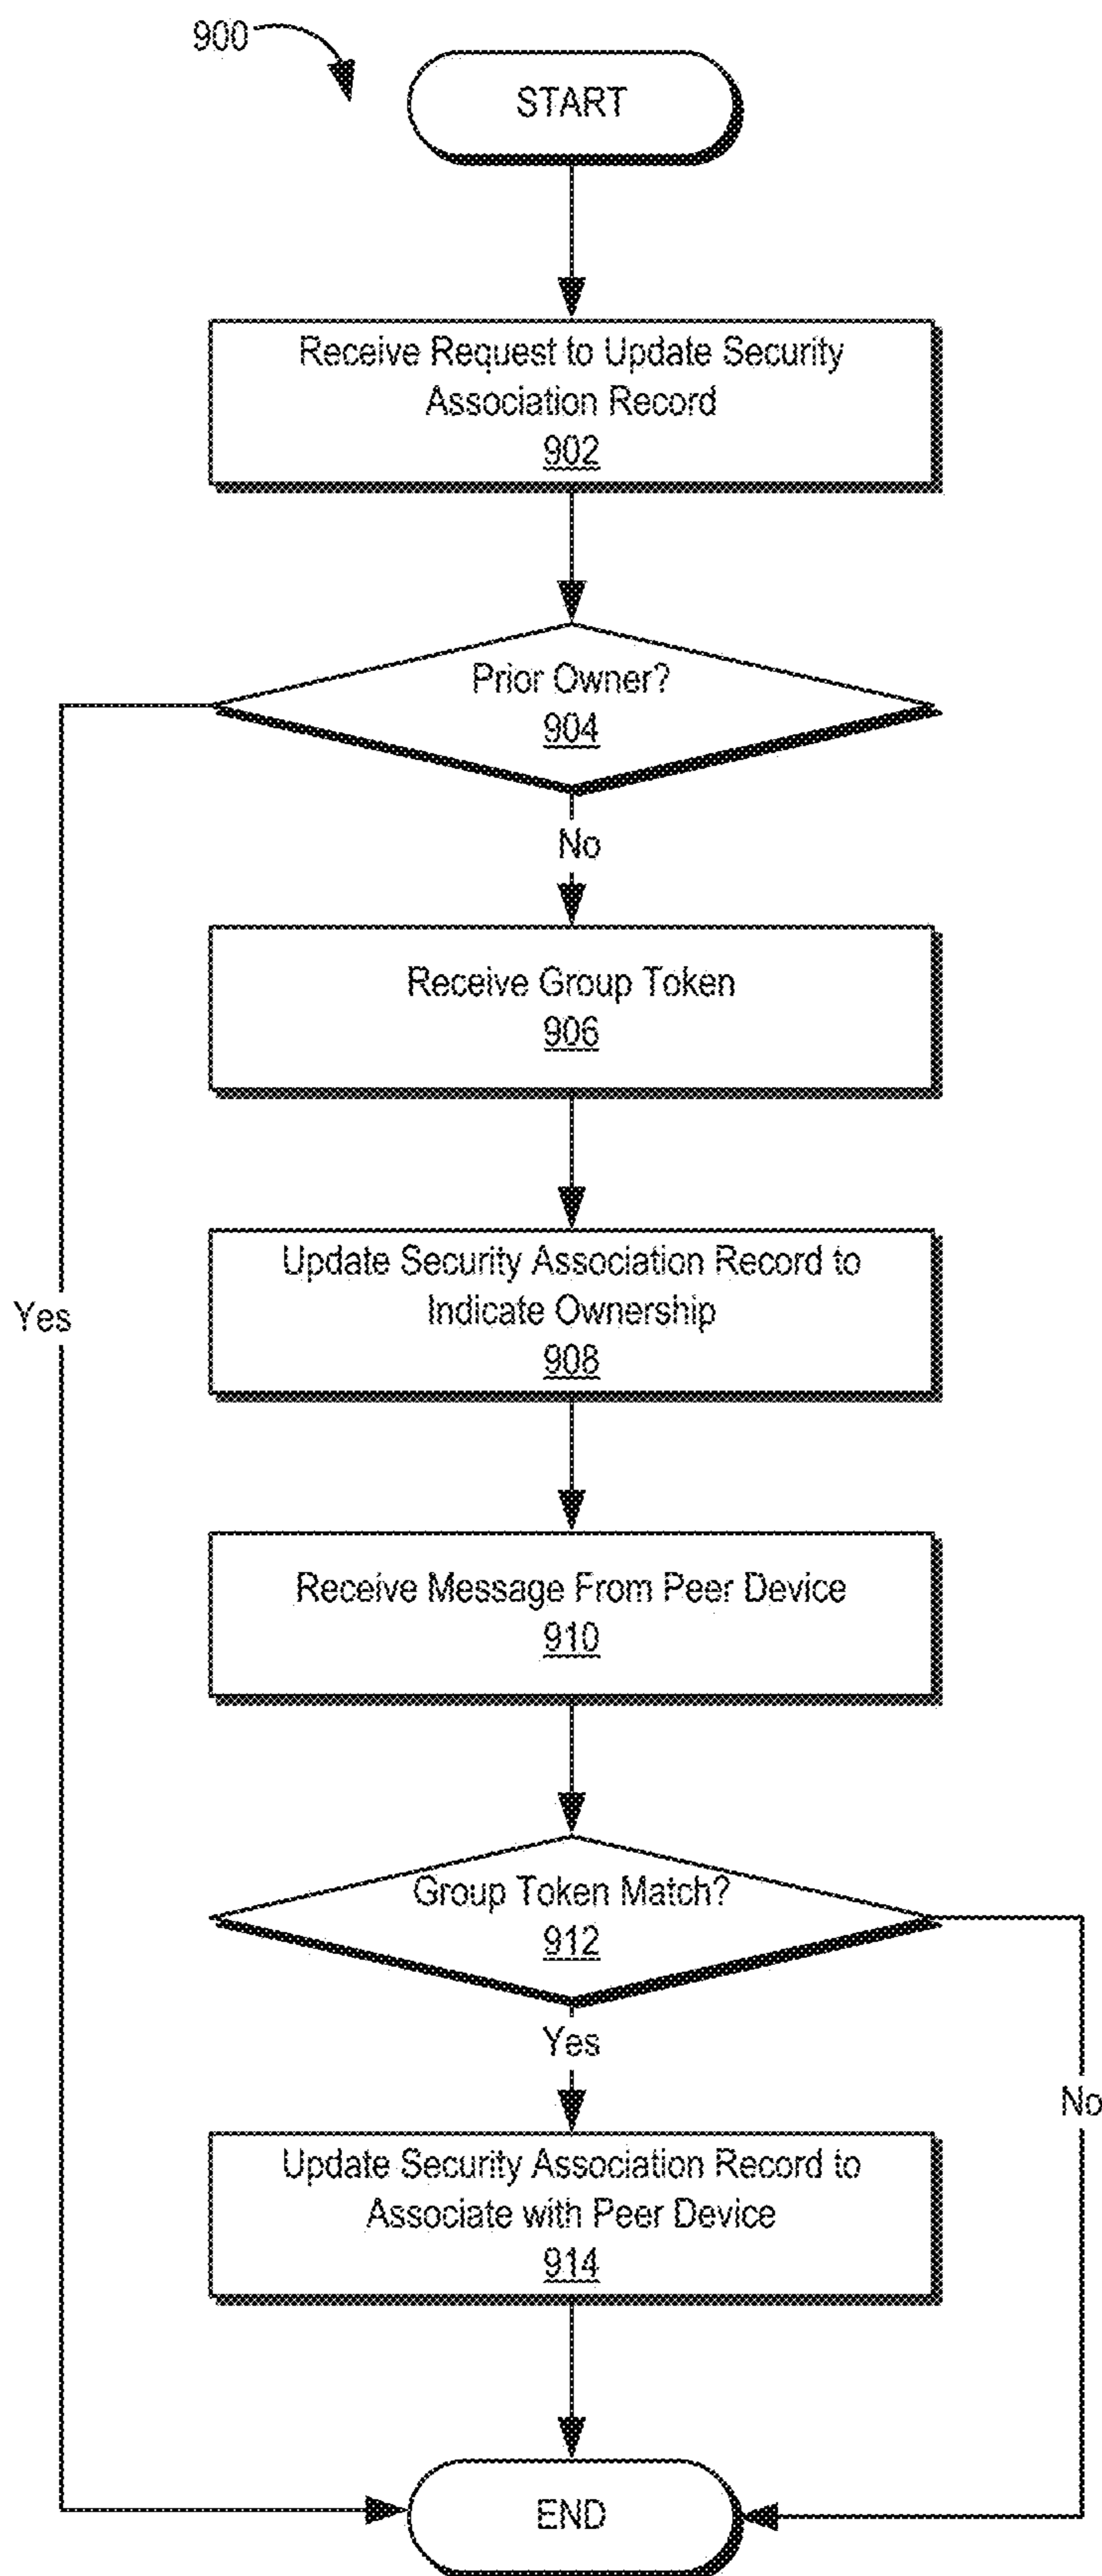 900
START
Receive Request to Update Security
Association Record
902
Prior Owner?
904
No
Receive Group Token
906
Update Security Association Record to
Indicate Ownership
908
Yes
Receive Message From Peer Device
910
Group Token Match?
912
Yes
No
Update Security Association Record to
Associate with Peer Device
914
END